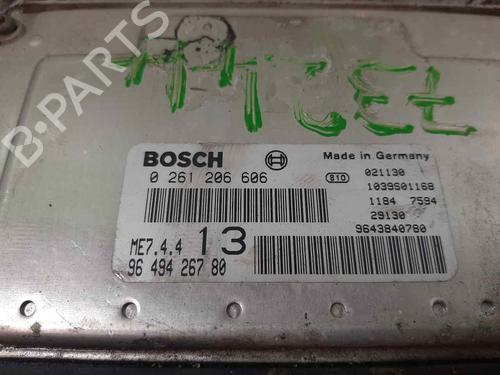 B-PARTS
BOSCH
Made in Germany
0 261 206 606
810
021130
1039S01168
1184 7594
29130
9643840780
ME7.4.4 13
96 494 267 80